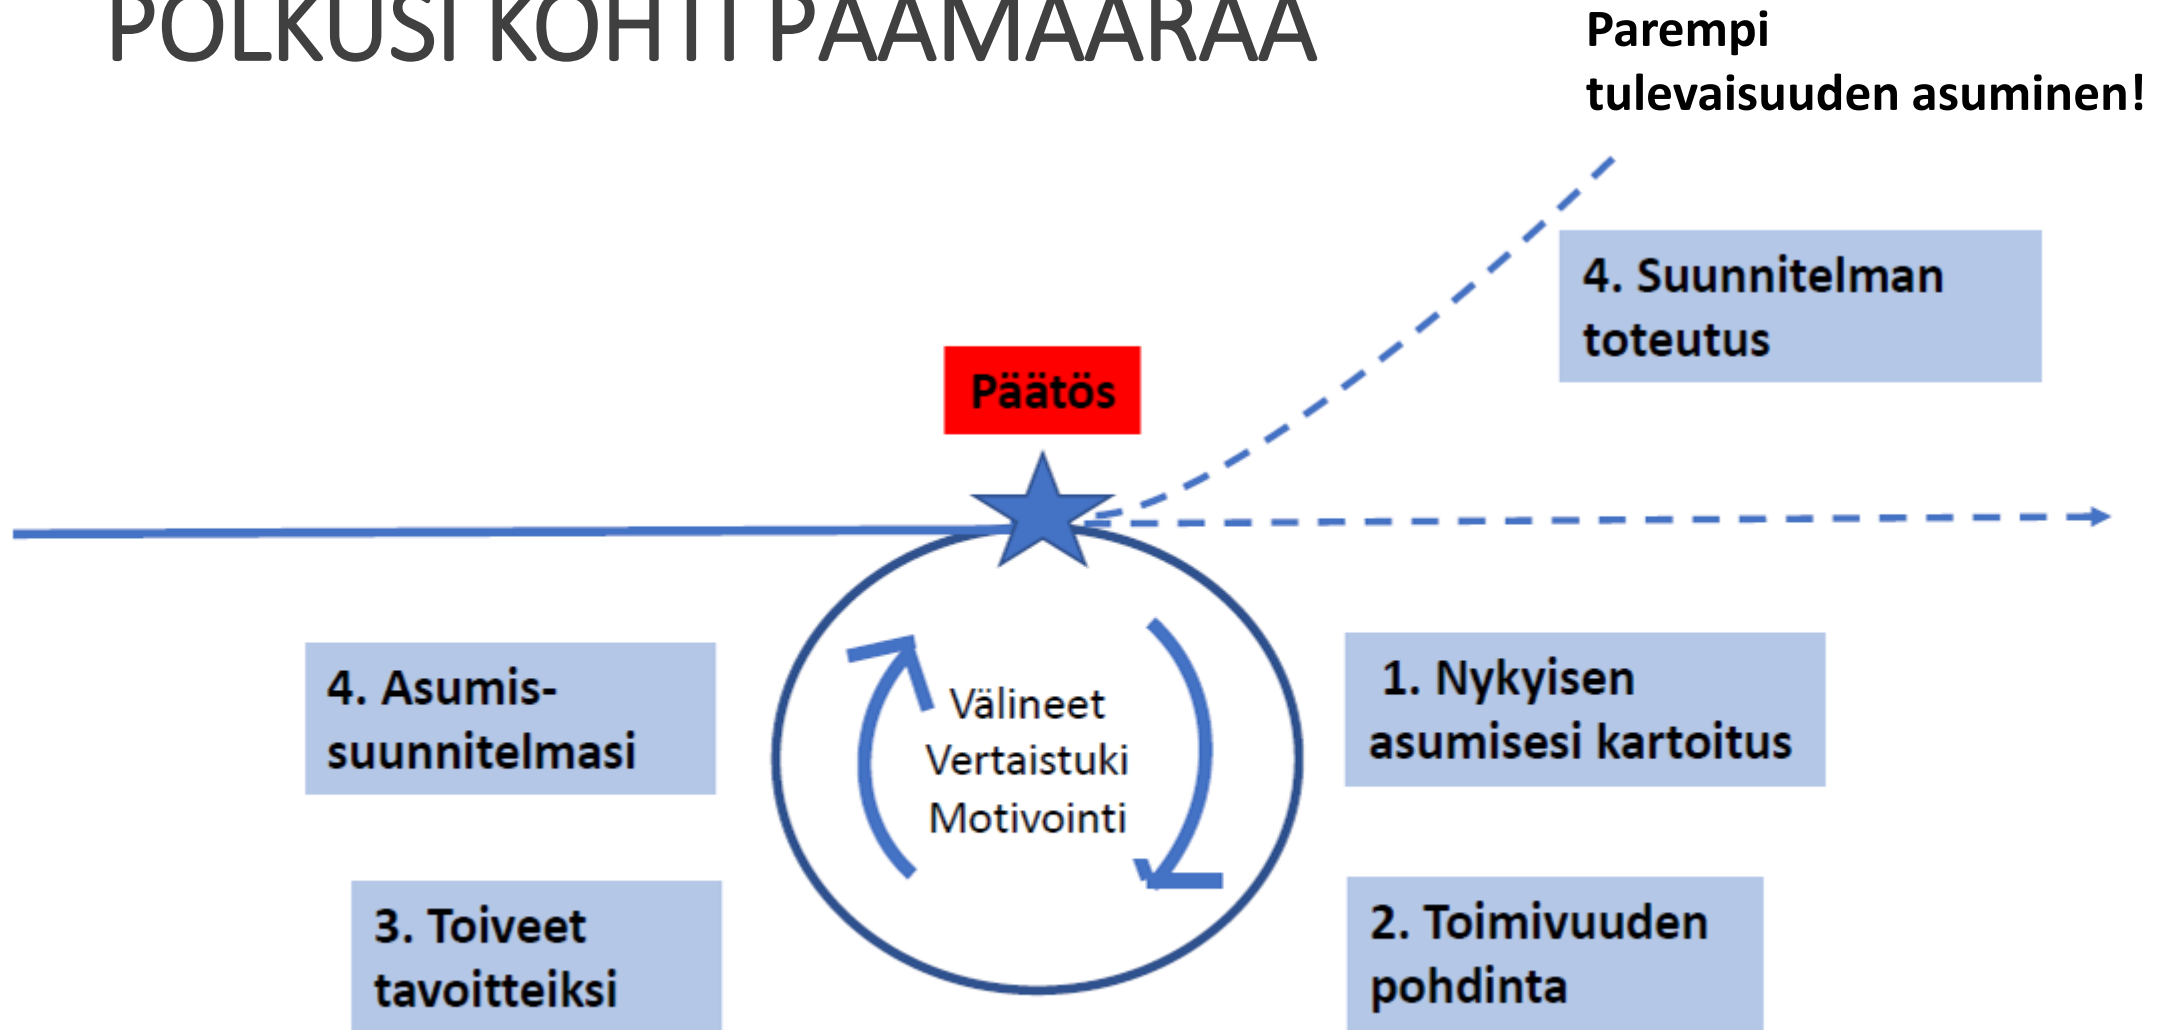 POLKUSI KOHTI PÄÄMÄÄRÄÄ
Parempi
tulevaisuuden asuminen!
4. Suunnitelman
toteutus
Päätös
4. Asumis-
suunnitelmasi
Välineet
Vertaistuki
Motivointi
1. Nykyisen
asumisesi kartoitus
3. Toiveet
tavoitteiksi
2. Toimivuuden
pohdinta